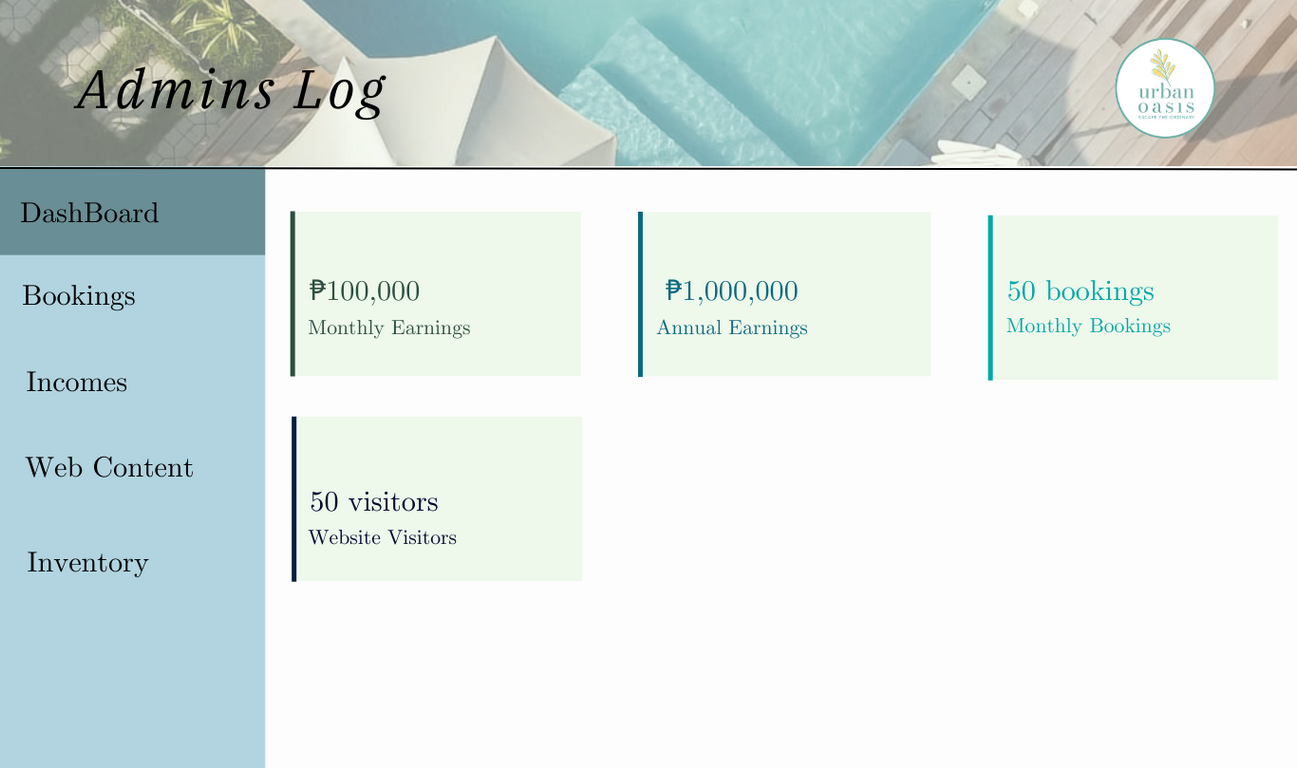 Admins Log
urban
oasis
ESCAPE THE ORDINARY
DashBoard
Bookings
Incomes
Web Content
Inventory
₱100,000
Monthly Earnings
₱1,000,000
Annual Earnings
50 bookings
Monthly Bookings
50 visitors
Website Visitors